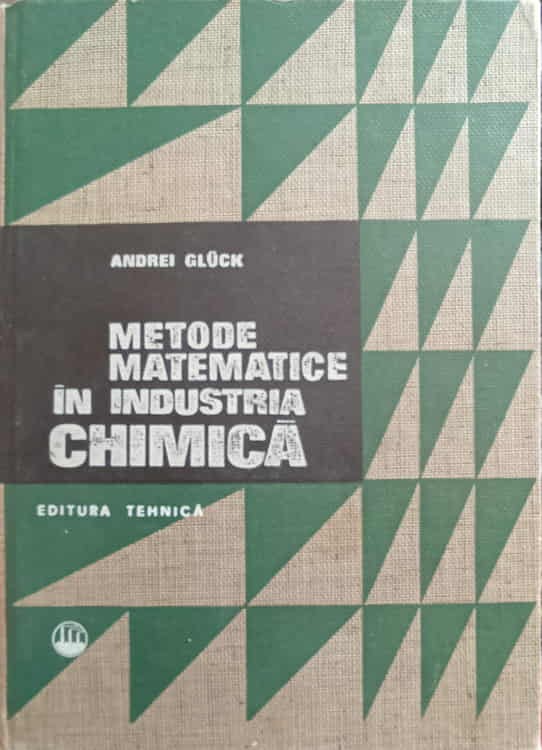 ANDREI GLÜCK
METODE
MATEMATICE
ÎN INDUSTRIA
CHIMICĂ
EDITURA TEHNICĂ